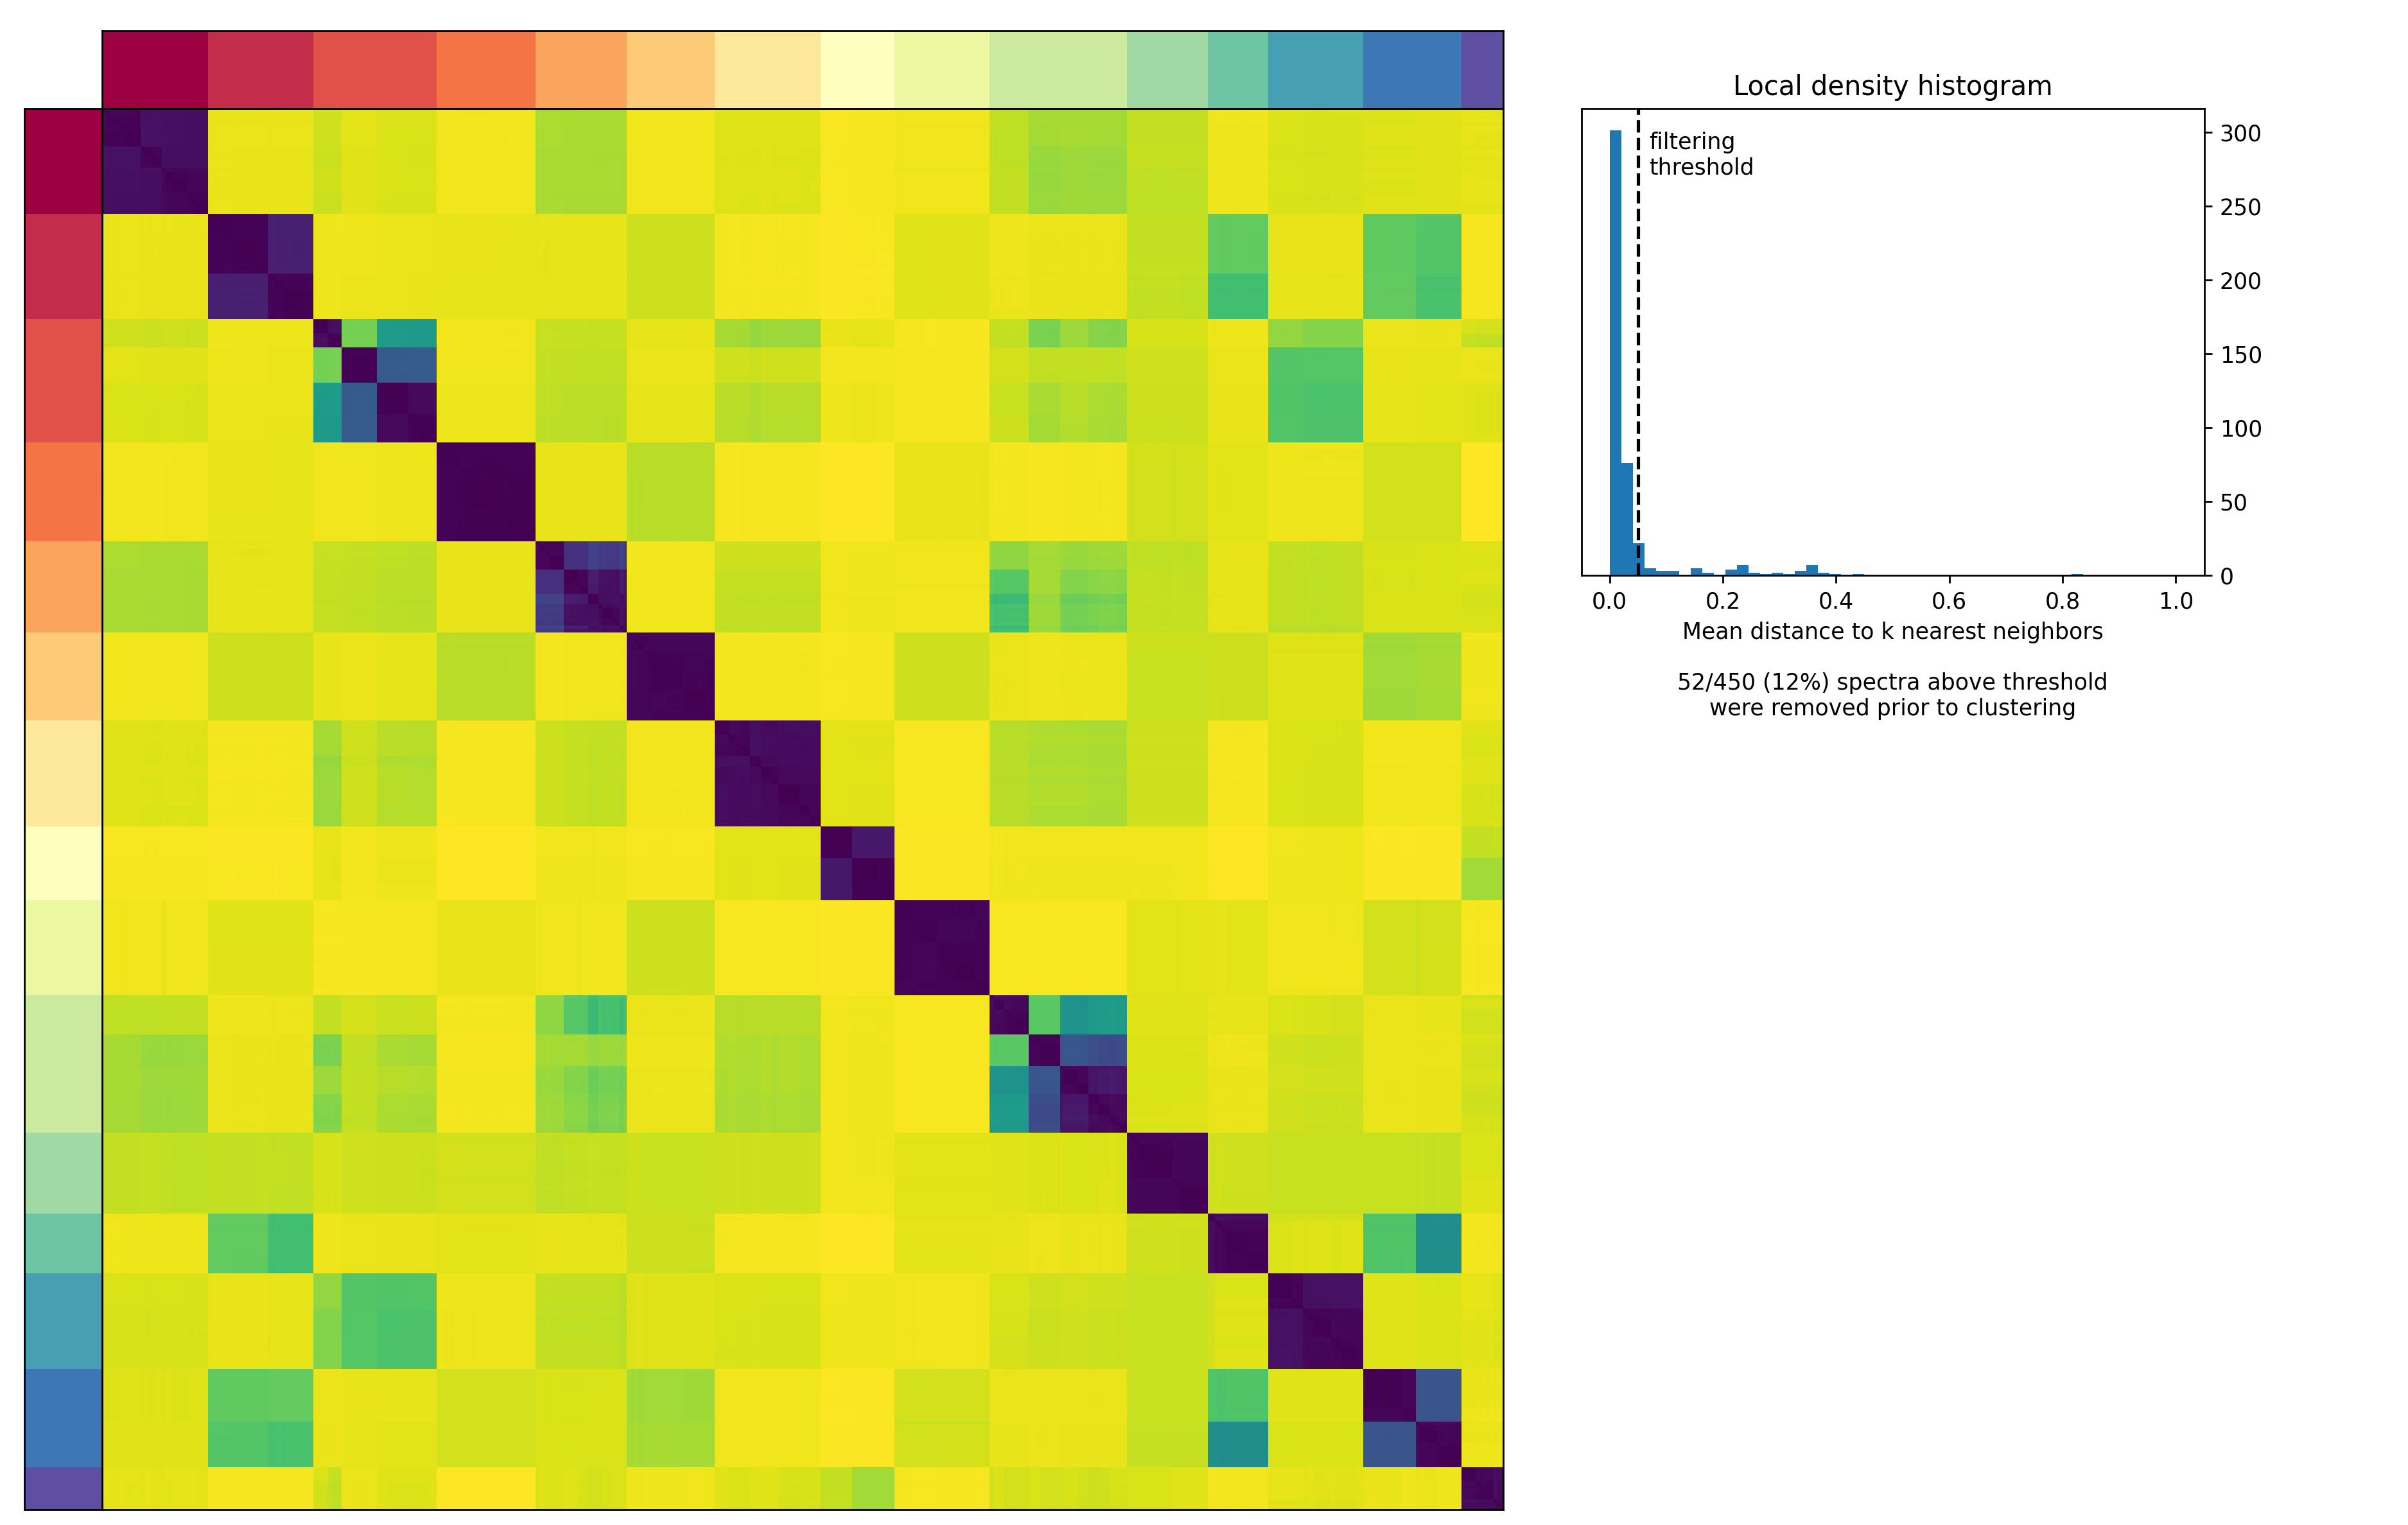 Local density histogram
filtering
threshold
300
250
200
150
100
50
0
0.0 0.2 0.4 0.6 0.8 1.0
Mean distance to k nearest neighbors
52/450 (12%) spectra above threshold
were removed prior to clustering